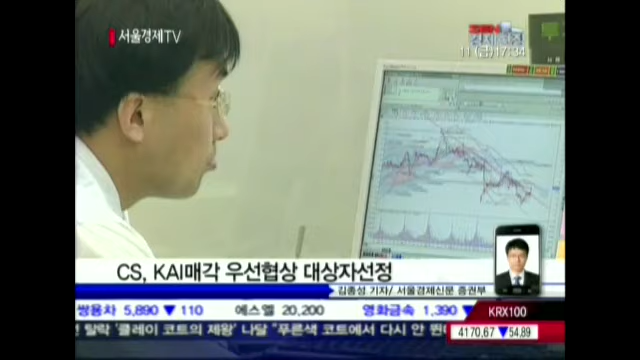 서울경제TV
11 (금) 17:34
CS, KAI매각 우선협상 대상자선정
김종성 기자/ 서울경제신문 증권부
쌍용차 5,890 ▼ 110 에스엘 20,200 영화금속 1,390 ▼
KRX100
선 탈락 '클레이 코트의 제왕' 나달 "푸른색 코트에서 다시 안 뛴다
4170,67 ▼54,89